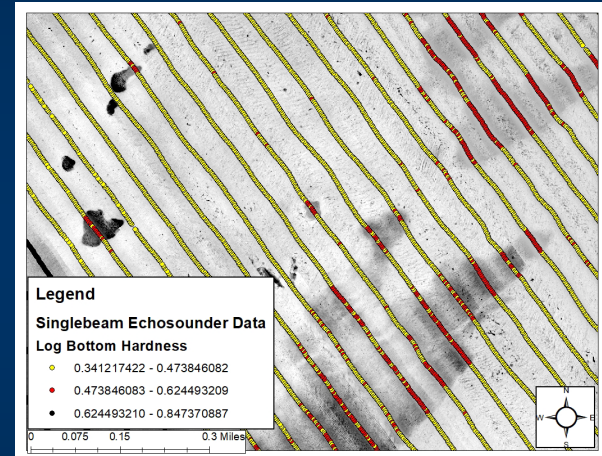 Legend
Singlebeam Echosounder Data
Log Bottom Hardness
0.341217422 - 0.473846082
0.473846083 - 0.624493209
0.624493210 - 0.847370887
0 0.075 0.15 0.3 Miles
N
W E
S